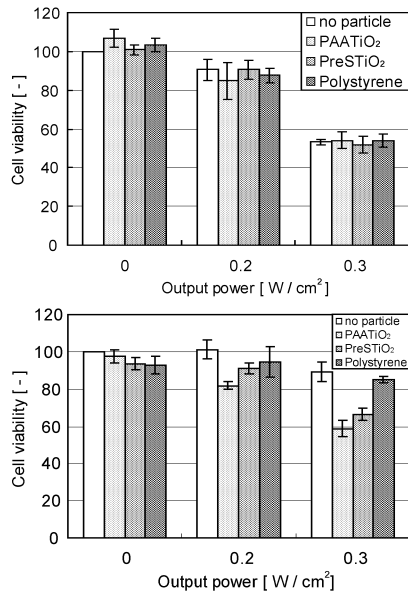 120
100
80
60
40
20
0
Cell viability [ - ]
no particle
PAATiO₂
PreSTiO₂
Polystyrene
0
0.2
0.3
Output power [ W / cm²]
120
100
80
60
40
20
0
Cell viability [ - ]
no particle
PAATiO₂
PreSTiO₂
Polystyrene
0
0.2
0.3
Output power [ W / cm²]